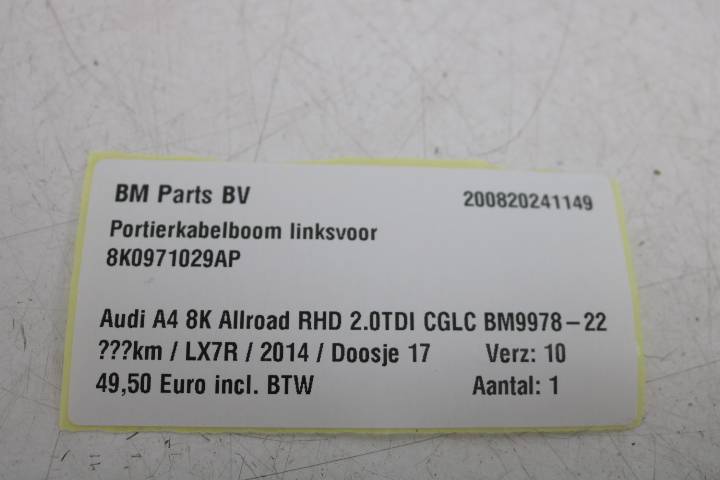 BM Parts BV 200820241149
Portierkabelboom linksvoor
8K0971029AP
Audi A4 8K Allroad RHD 2.0TDI CGLC BM9978-22
???km / LX7R / 2014 / Doosje 17 Verz: 10
49,50 Euro incl. BTW Aantal: 1